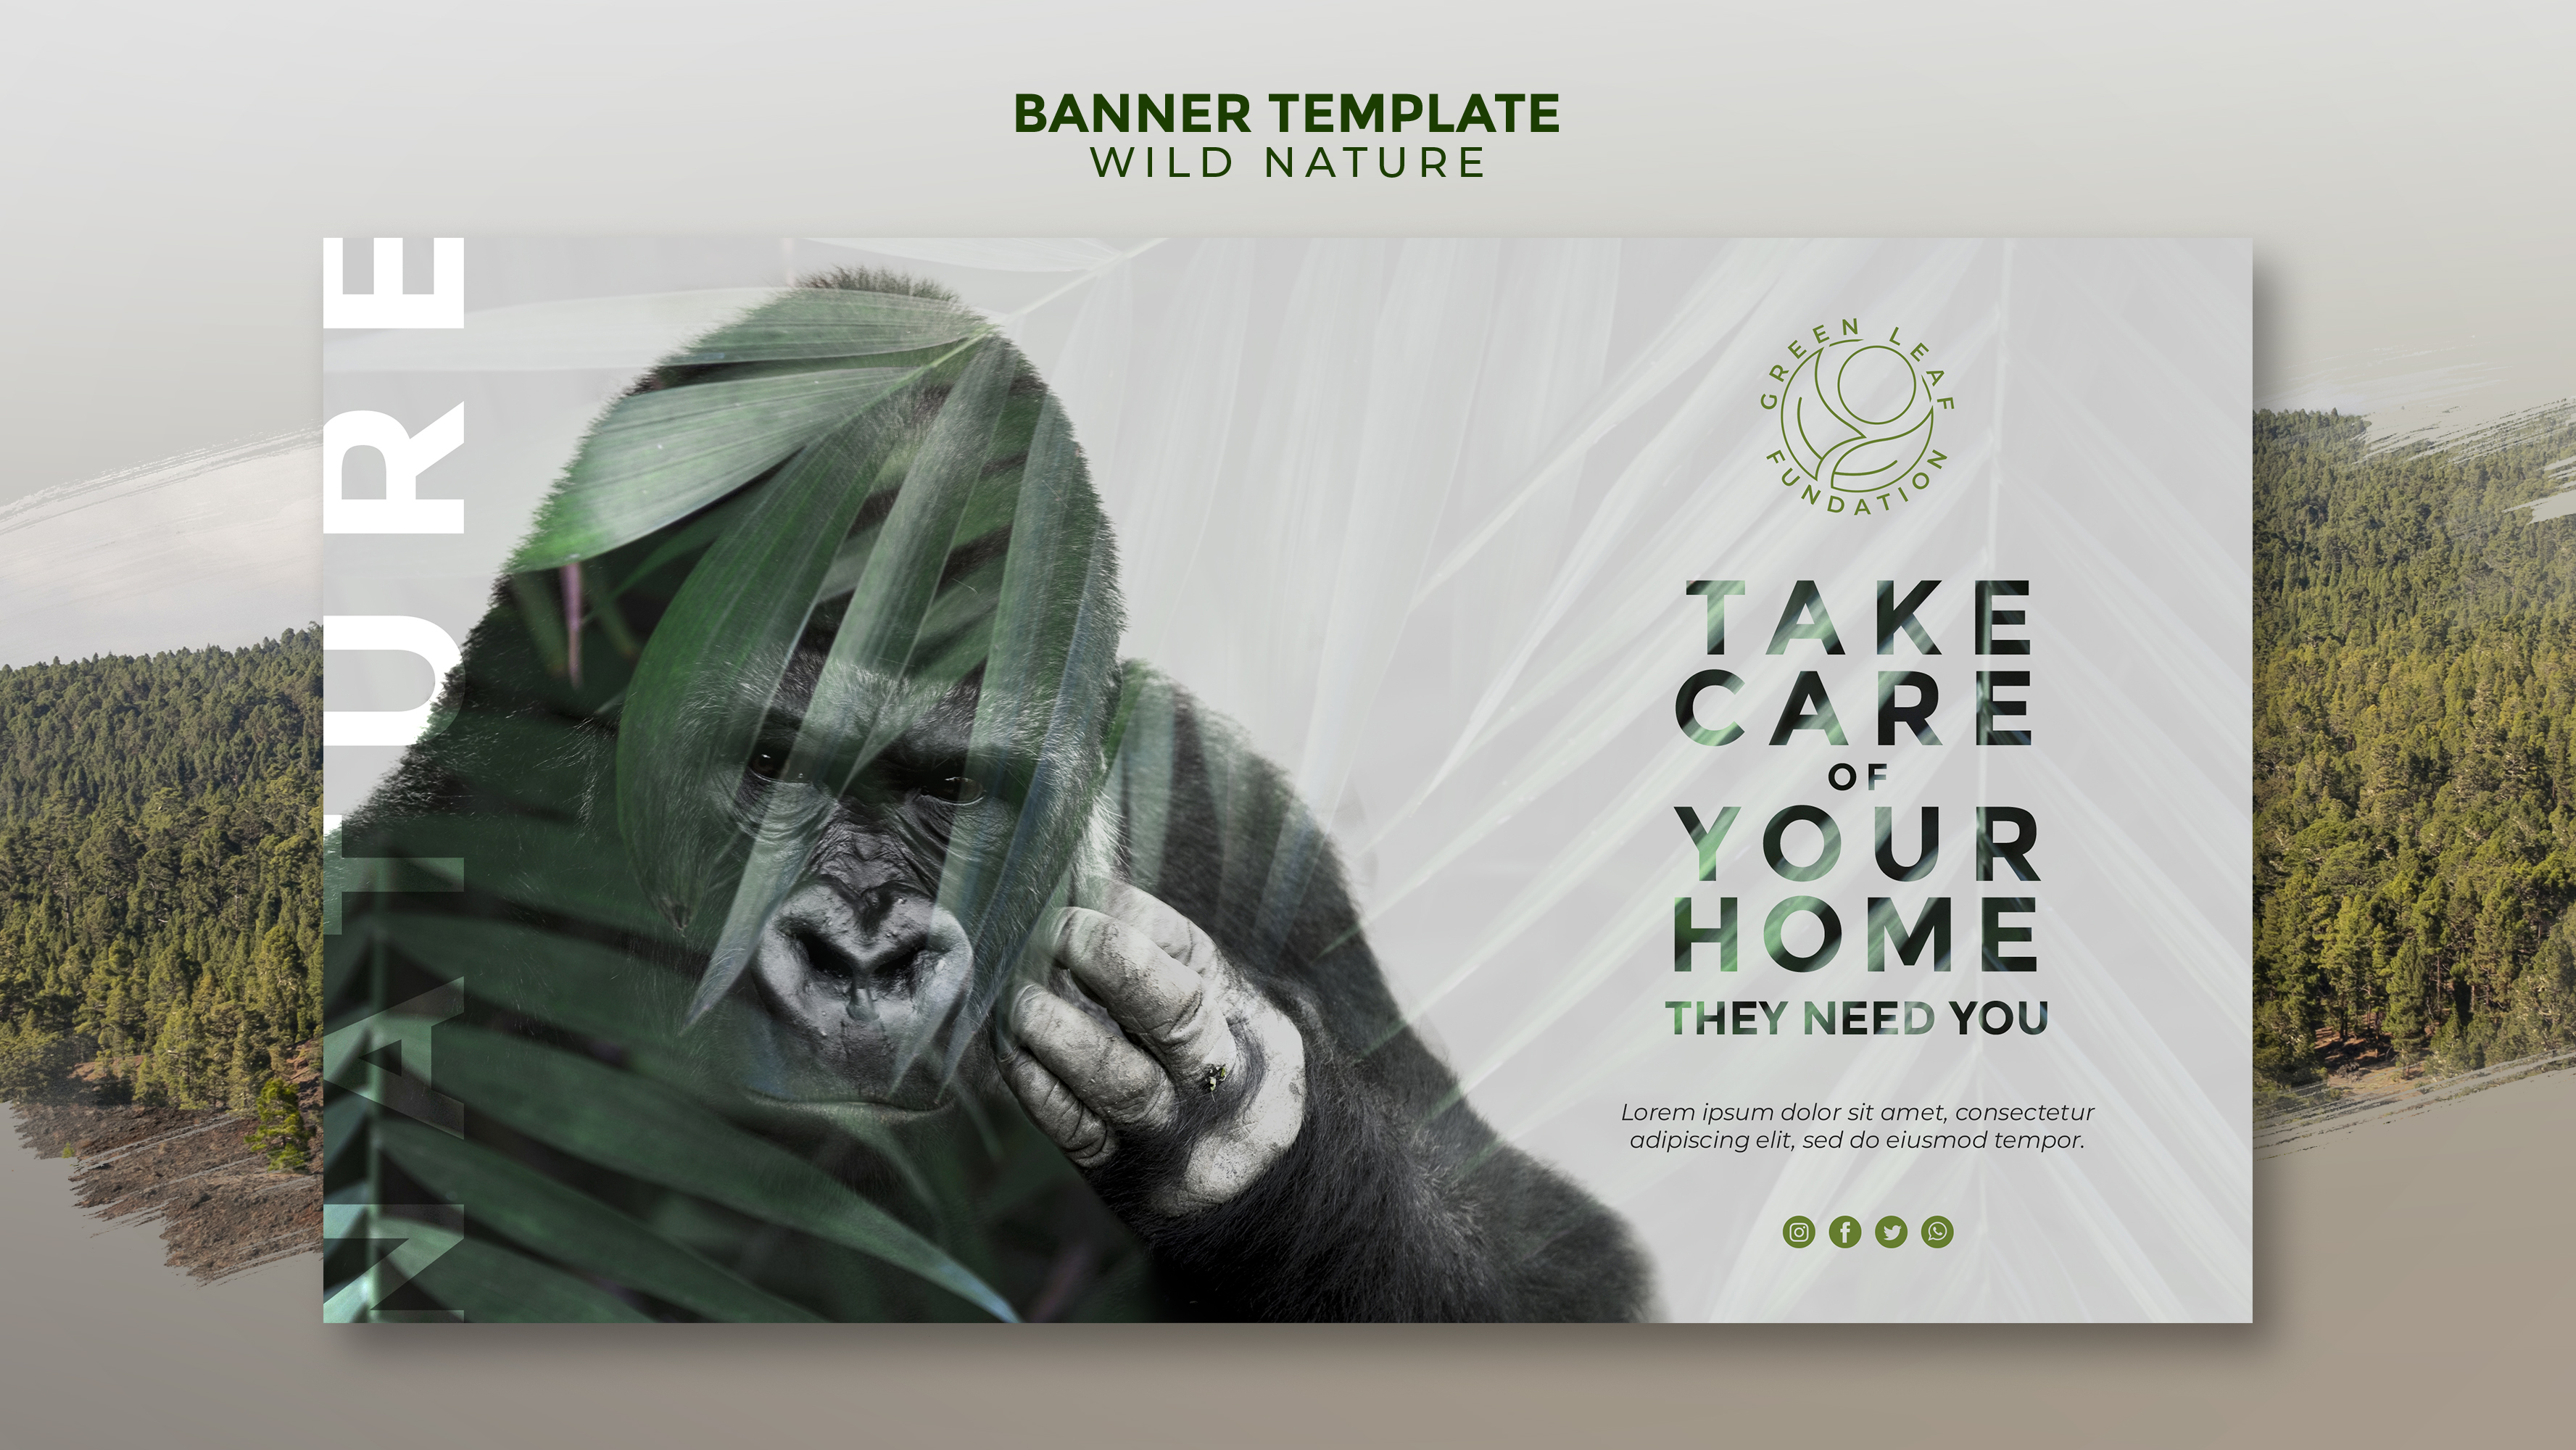 BANNER TEMPLATE
WILD NATURE
NATURE
GREEN LEAF
FUNDATION
TAKE
CARE
OF
YOUR
HOME
THEY NEED YOU
Lorem ipsum dolor sit amet, consectetur
adipiscing elit, sed do eiusmod tempor.